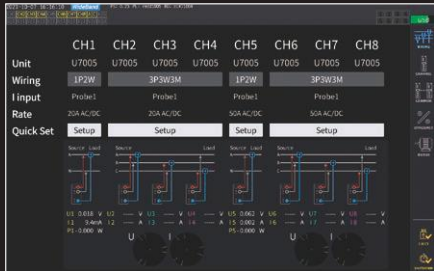 WideBand
CH1 CH2 CH3 CH4 CH5 CH6 CH7 CH8
Unit U7005 U7005 U7005 U7005 U7005 U7005 U7005 U7005
Wiring 1P2W 3P3W3M 1P2W 3P3W3M
I input Probe1 Probe1 Probe1 Probe1
Rate 20A AC/DC 20A AC/DC 50A AC/DC 50A AC/DC
Quick Set Setup Setup Setup Setup
Source Load Source Load Source Load Source Load
U1 0.018 V U2 V U3 V U4 V U5 0.062 V U6 V U7 V U8 V
I1 3.4mA I2 A I3 A I4 A I6 A I7 A I8 A
P1-0.000 W P5-0.000 W
U I U I